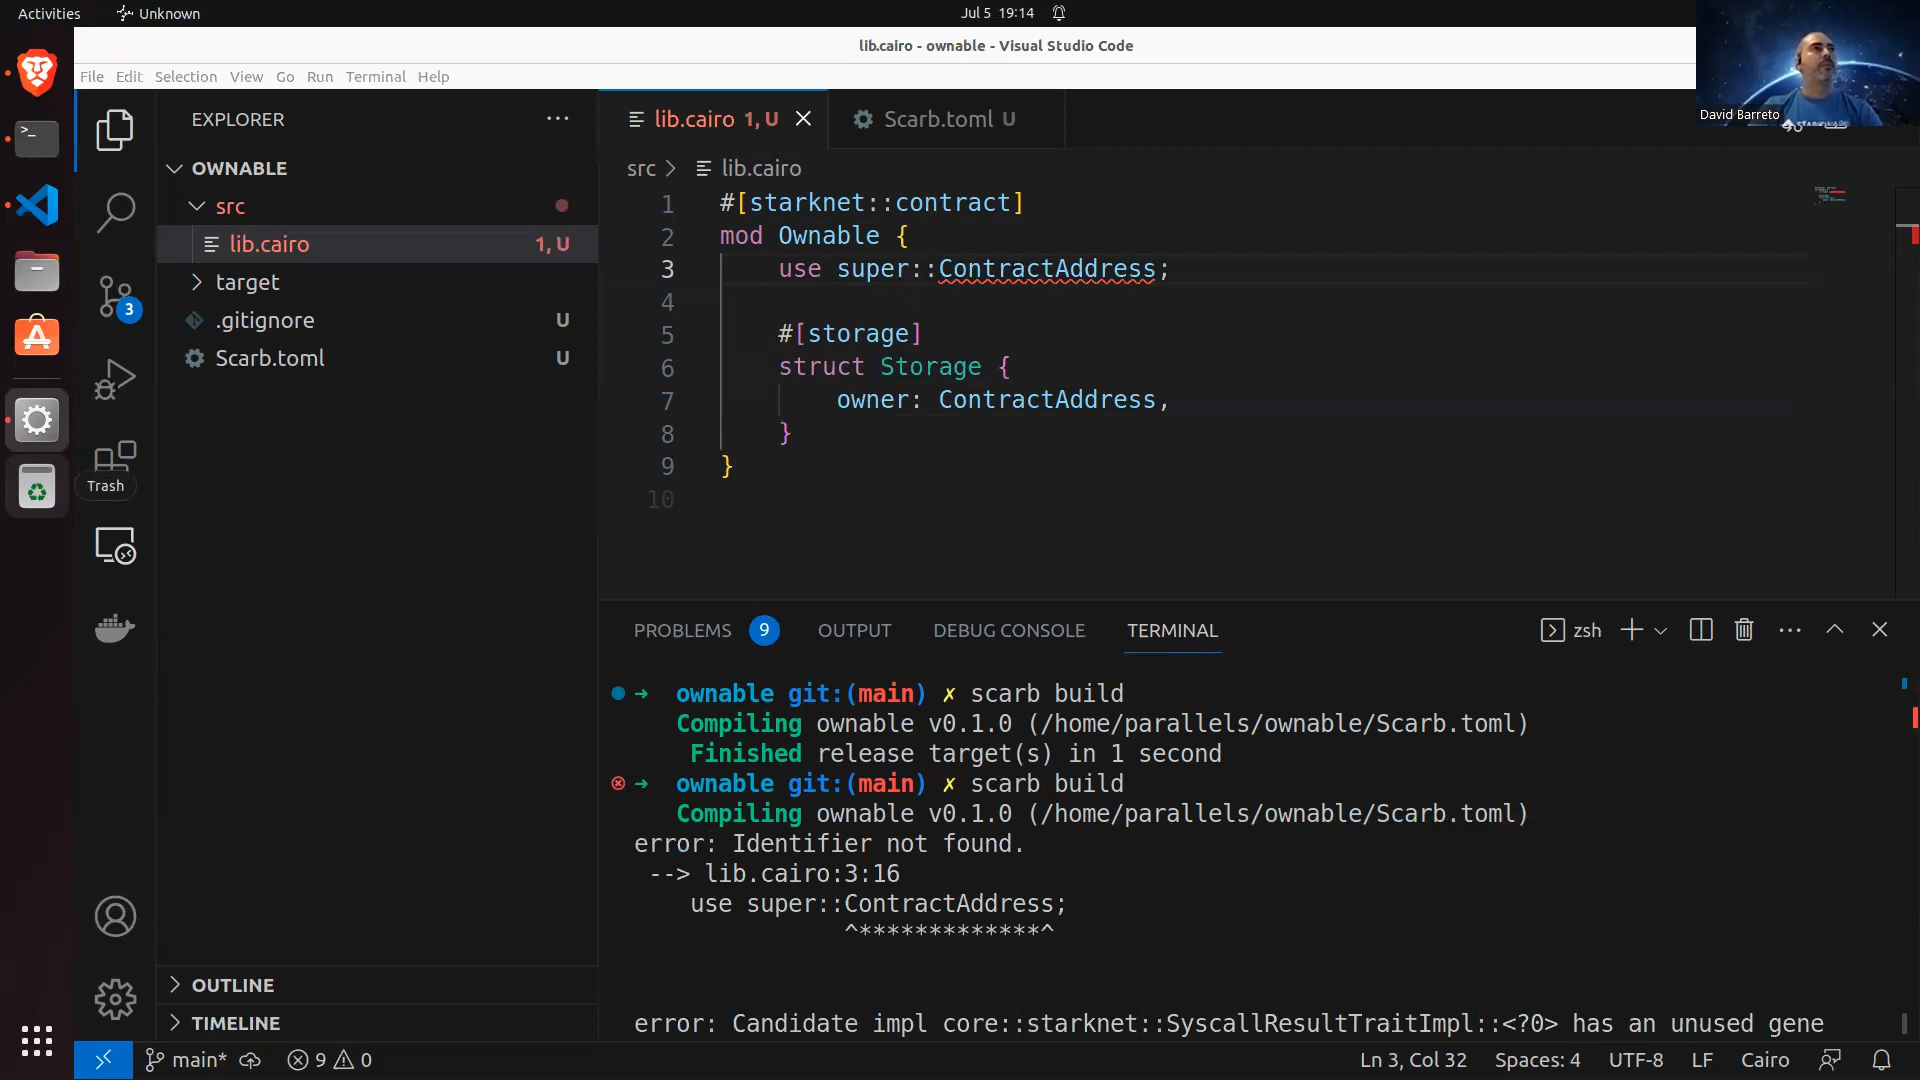 Activities
Unknown
Jul 5 19:14
lib.cairo - ownable - Visual Studio Code
File Edit Selection View Go Run Terminal Help
David Barreto
EXPLORER
OWNABLE
src
lib.cairo 1, U
target
.gitignore U
Scarb.toml U
3
Trash
OUTLINE
TIMELINE
lib.cairo 1, U
Scarb.toml U
src > lib.cairo
1 #[starknet::contract]
2 mod Ownable {
3 use super::ContractAddress;
4
5 #[storage]
6 struct Storage {
7 owner: ContractAddress,
8 }
9 }
10
PROBLEMS 9 OUTPUT DEBUG CONSOLE TERMINAL
zsh
→ ownable git:(main) ✗ scarb build
Compiling ownable v0.1.0 (/home/parallels/ownable/Scarb.toml)
Finished release target(s) in 1 second
→ ownable git:(main) ✗ scarb build
Compiling ownable v0.1.0 (/home/parallels/ownable/Scarb.toml)
error: Identifier not found.
--> lib.cairo:3:16
use super::ContractAddress;
^*************^
error: Candidate impl core::starknet::SyscallResultTraitImpl::<?0> has an unused gene
main* 9 0
Ln 3, Col 32 Spaces: 4 UTF-8 LF Cairo